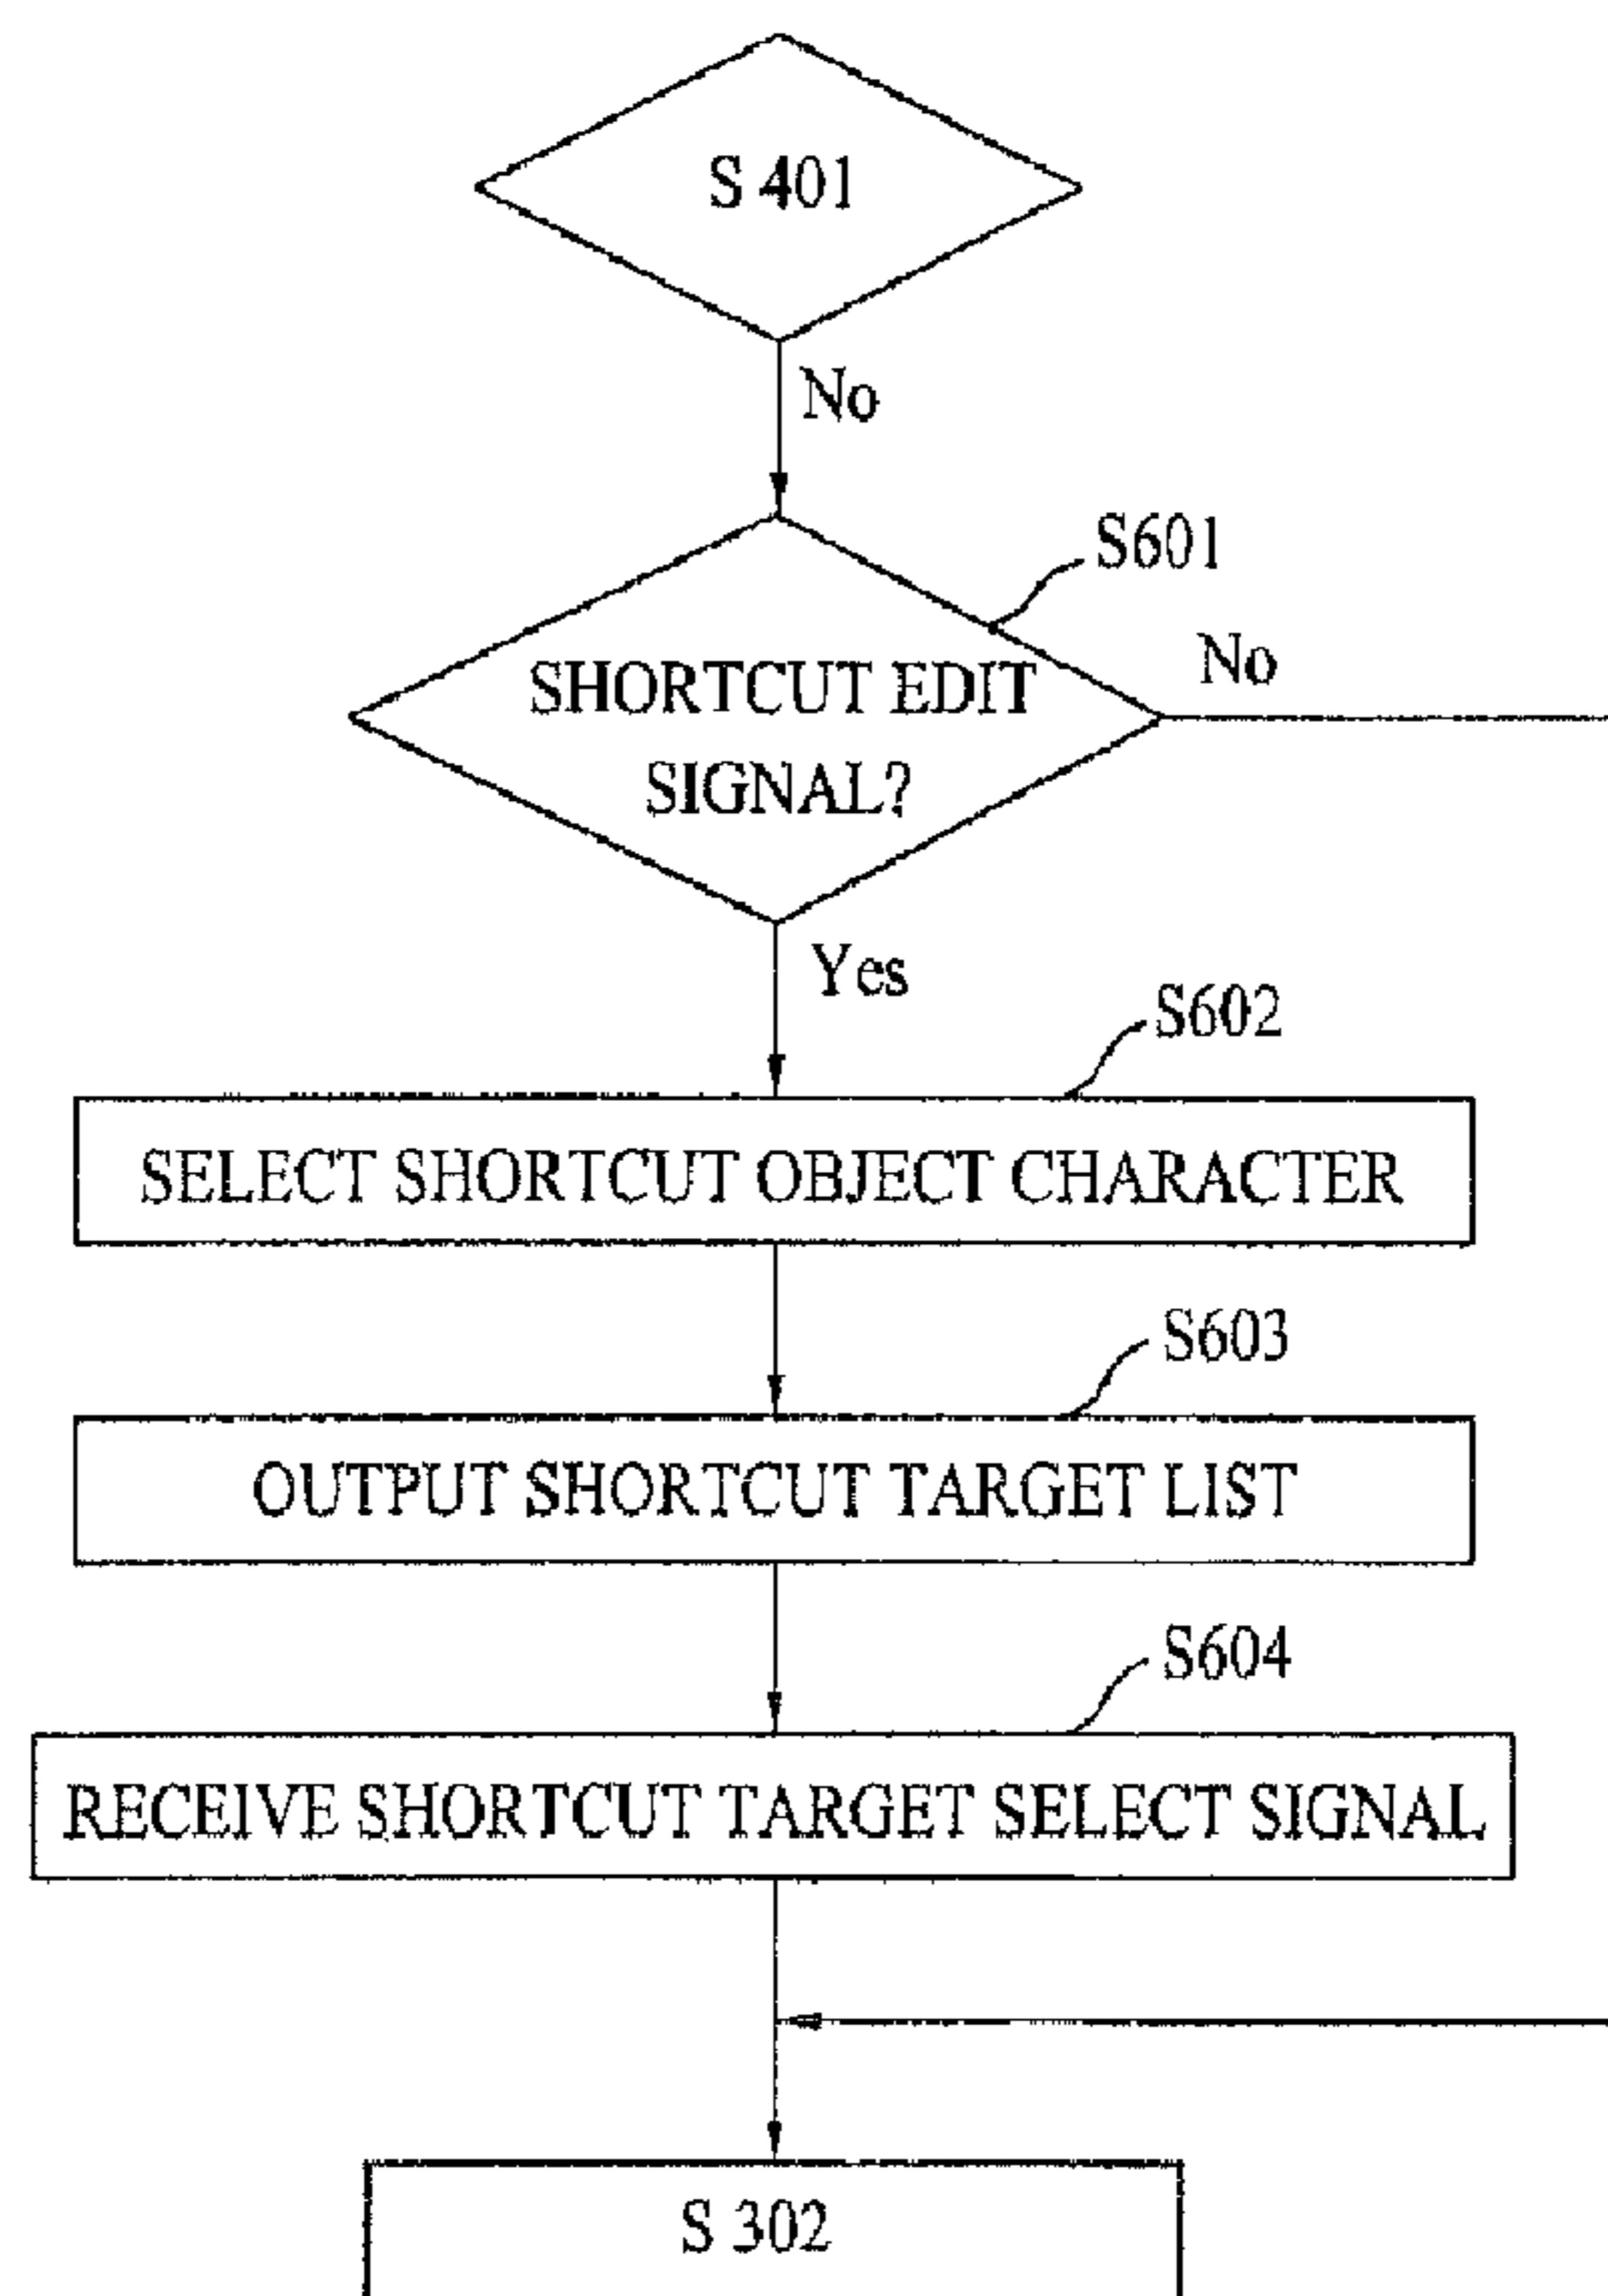 S 401
No
S601
No
SHORTCUT EDIT
SIGNAL?
Yes
S602
SELECT SHORTCUT OBJECT CHARACTER
S603
OUTPUT SHORTCUT TARGET LIST
S604
RECEIVE SHORTCUT TARGET SELECT SIGNAL
S 302